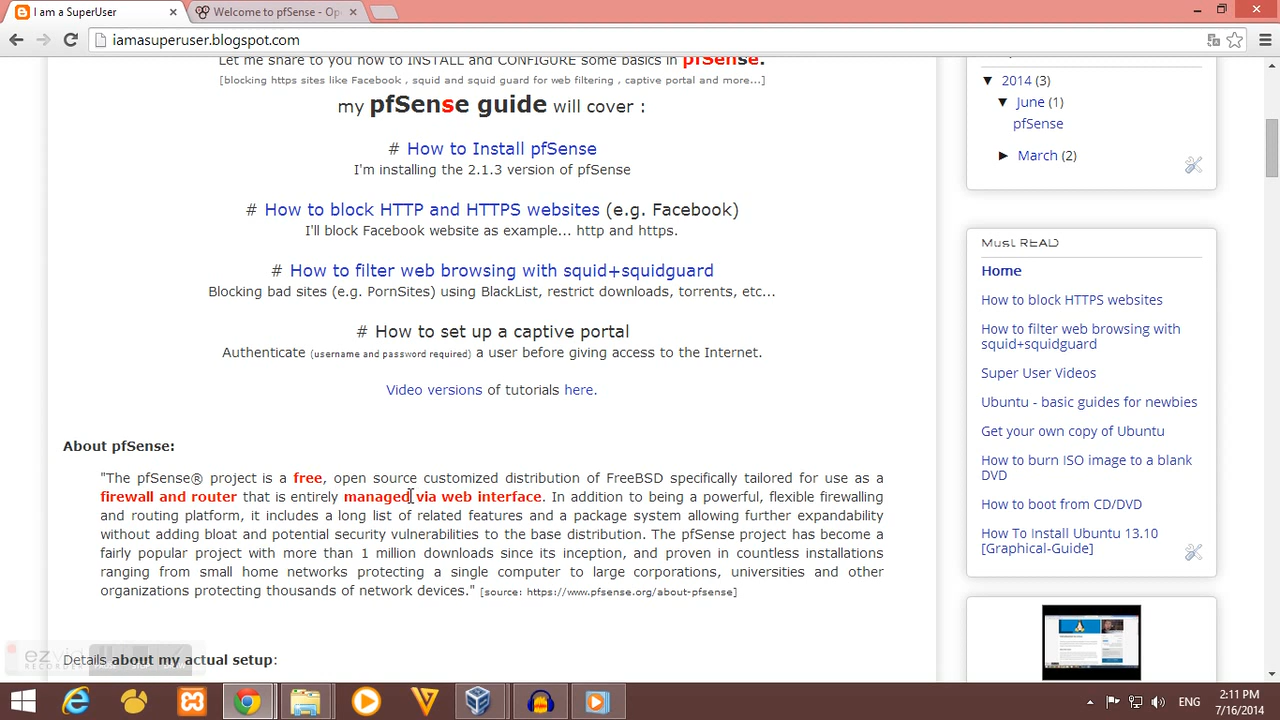 I am a SuperUser
Welcome to pfSense - Op
iamasuperuser.blogspot.com
Let me share to you how to INSTALL and CONFIGURE some basics in pfSense.
[blocking https sites like Facebook , squid and squid guard for web filtering , captive portal and more...]
my pfSense guide will cover :
# How to Install pfSense
I'm installing the 2.1.3 version of pfSense
# How to block HTTP and HTTPS websites (e.g. Facebook)
I'll block Facebook website as example... http and https.
# How to filter web browsing with squid+squidguard
Blocking bad sites (e.g. PornSites) using BlackList, restrict downloads, torrents, etc...
# How to set up a captive portal
Authenticate (username and password required) a user before giving access to the Internet.
Video versions of tutorials here.
About pfSense:
"The pfSense® project is a free, open source customized distribution of FreeBSD specifically tailored for use as a
firewall and router that is entirely managed via web interface. In addition to being a powerful, flexible firewalling
and routing platform, it includes a long list of related features and a package system allowing further expandability
without adding bloat and potential security vulnerabilities to the base distribution. The pfSense project has become a
fairly popular project with more than 1 million downloads since its inception, and proven in countless installations
ranging from small home networks protecting a single computer to large corporations, universities and other
organizations protecting thousands of network devices." [source: https://www.pfsense.org/about-pfsense]
Details about my actual setup:
▼ 2014 (3)
▼ June (1)
pfSense
► March (2)
Must READ
Home
How to block HTTPS websites
How to filter web browsing with
squid+squidguard
Super User Videos
Ubuntu - basic guides for newbies
Get your own copy of Ubuntu
How to burn ISO image to a blank
DVD
How to boot from CD/DVD
How To Install Ubuntu 13.10
[Graphical-Guide]
ENG
2:11 PM
7/16/2014